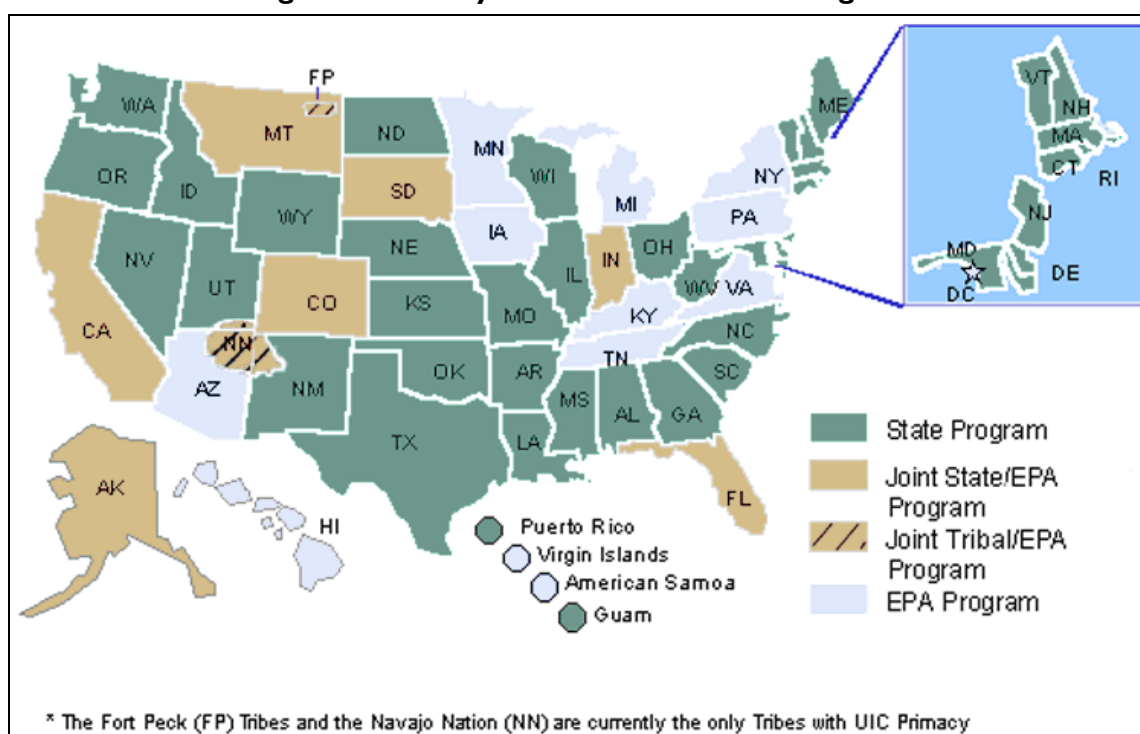 FP
WA
MT
ND
MN
ME
OR
ID
SD
WI
NY
WY
MI
PA
IA
NV
NE
OH
UT
IL
IN
WV
VA
CA
CO
KS
MO
KY
NN
NC
TN
AZ
NM
OK
AR
SC
MS
AL
GA
TX
LA
FL
AK
HI
VT
NH
MA
CT
RI
NJ
MD
DE
DC
State Program
Joint State/EPA
Program
Joint Tribal/EPA
Program
EPA Program
Puerto Rico
Virgin Islands
American Samoa
Guam
* The Fort Peck (FP) Tribes and the Navajo Nation (NN) are currently the only Tribes with UIC Primacy